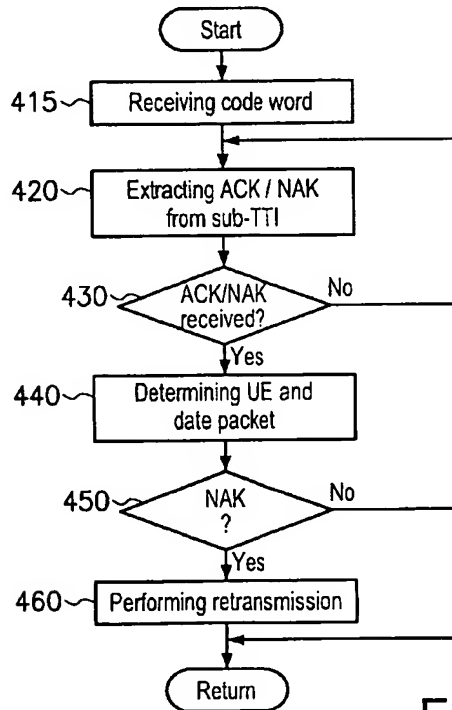 Start
415
Receiving code word
420
Extracting ACK / NAK
from sub-TTI
430
ACK/NAK
received?
No
Yes
440
Determining UE and
date packet
450
NAK
?
No
Yes
460
Performing retransmission
Return